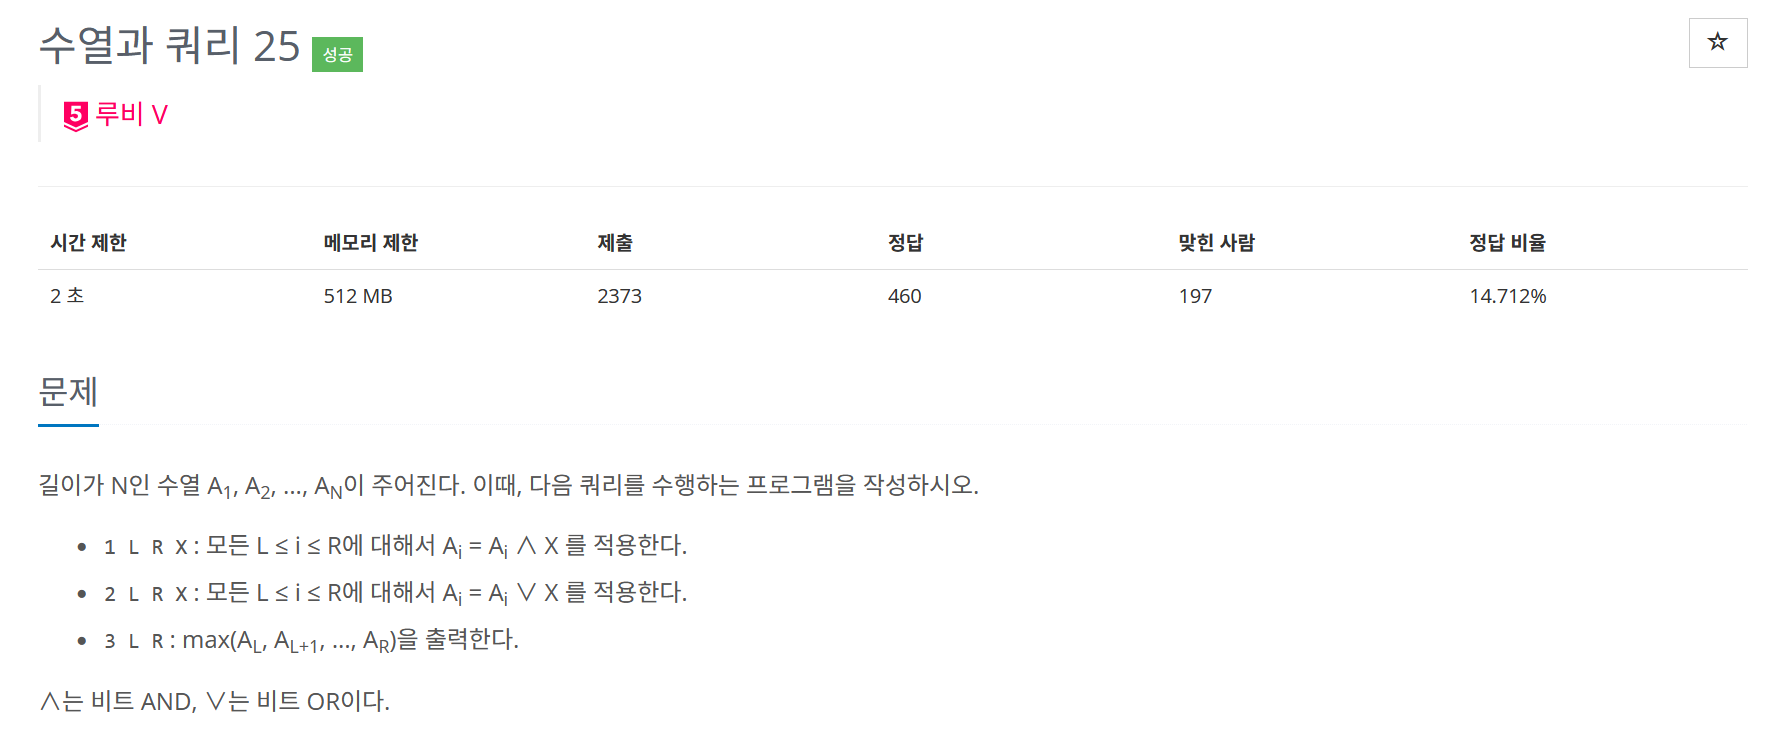 수열과 쿼리 25 성공
☆
5 루비 V
시간 제한 메모리 제한 제출 정답 맞힌 사람 정답 비율
2 초 512 MB 2373 460 197 14.712%
문제
길이가 N인 수열 A1, A2, ..., AN이 주어진다. 이때, 다음 쿼리를 수행하는 프로그램을 작성하시오.
• 1 L R X : 모든 L ≤ i ≤ R에 대해서 Ai = Ai ∧ X 를 적용한다.
• 2 L R X : 모든 L ≤ i ≤ R에 대해서 Ai = Ai ∨ X 를 적용한다.
• 3 L R : max(AL, AL+1, ..., AR)을 출력한다.
∧는 비트 AND, ∨는 비트 OR이다.